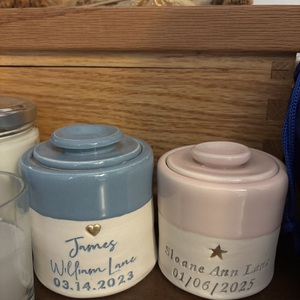 James
William Lane
03.14.2023
Sloane Ann Lane
01/06/2025